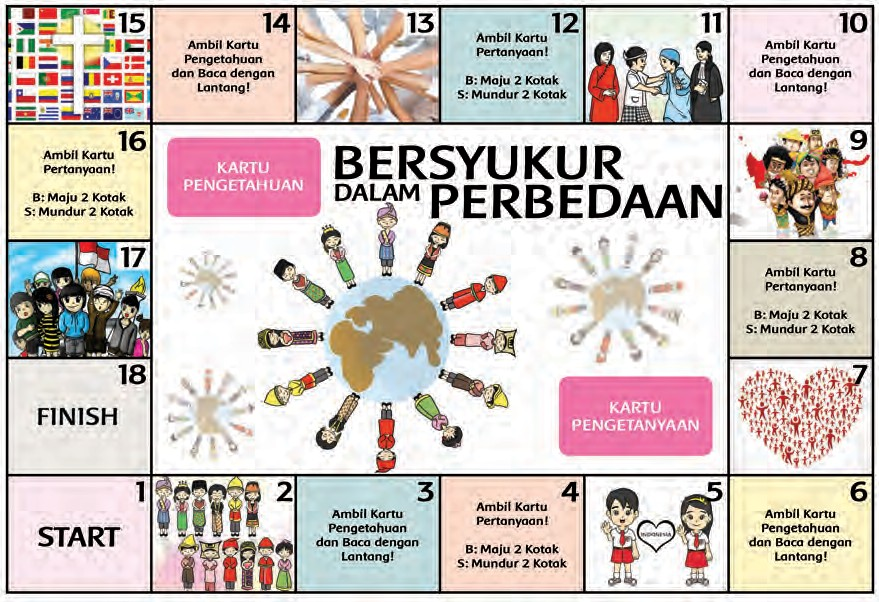 15
14
Ambil Kartu
Pengetahuan
dan Baca dengan
Lantang!
13
12
Ambil Kartu
Pertanyaan!
B: Maju 2 Kotak
S: Mundur 2 Kotak
11
10
Ambil Kartu
Pengetahuan
dan Baca dengan
Lantang!
16
Ambil Kartu
Pertanyaan!
B: Maju 2 Kotak
S: Mundur 2 Kotak
KARTU
PENGETAHUAN
BERSYUKUR
DALAM PERBEDAAN
9
17
8
Ambil Kartu
Pertanyaan!
B: Maju 2 Kotak
S: Mundur 2 Kotak
18
FINISH
KARTU
PENGETANYAAN
7
1
START
2
3
Ambil Kartu
Pengetahuan
dan Baca dengan
Lantang!
4
Ambil Kartu
Pertanyaan!
B: Maju 2 Kotak
S: Mundur 2 Kotak
5
INDONESIA
6
Ambil Kartu
Pengetahuan
dan Baca dengan
Lantang!